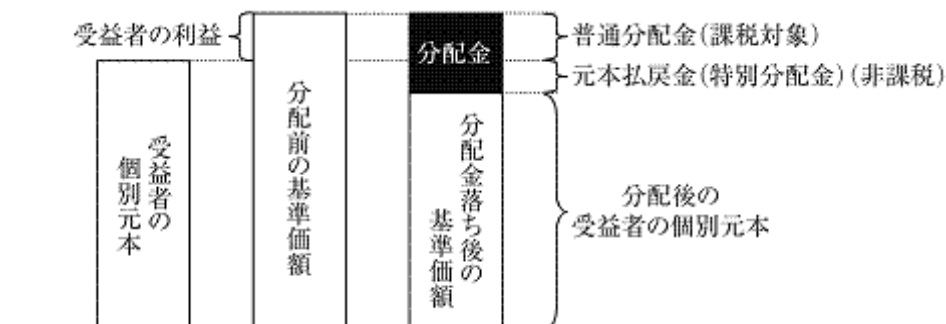 受益者の利益
分配金
普通分配金(課税対象)
元本払戻金(特別分配金)(非課税)
受益者の
個別元本
分配前の基準価額
分配金落ち後の
基準価額
分配後の
受益者の個別元本